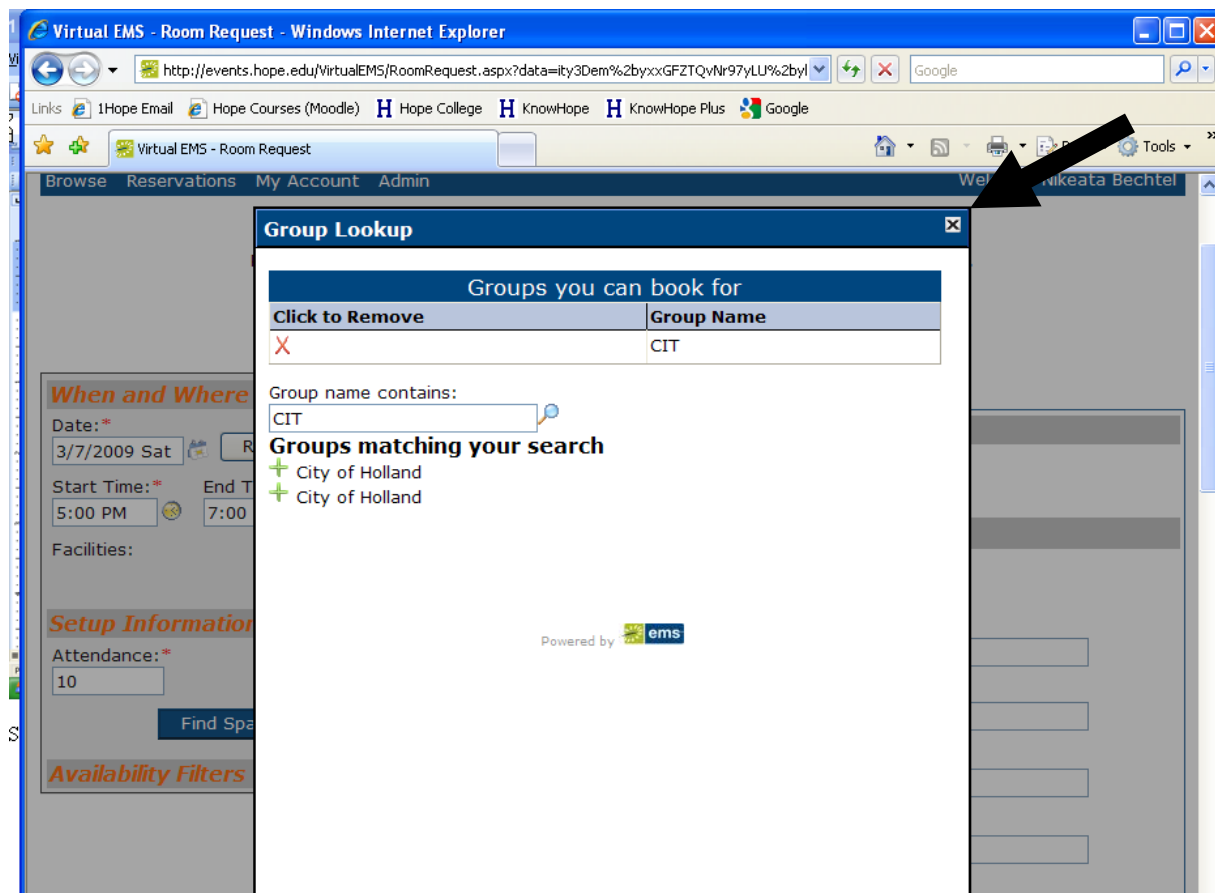 Virtual EMS - Room Request - Windows Internet Explorer
http://events.hope.edu/VirtualEMS/RoomRequest.aspx?data=ity3Dem%2byxxGFZTQvNr97yLU%2byl
Google
Links 1Hope Email Hope Courses (Moodle) H Hope College H KnowHope H KnowHope Plus Google
Virtual EMS - Room Request
Tools
Browse Reservations My Account Admin
Nikeata Bechtel
Group Lookup
Groups you can book for
Click to Remove Group Name
X CIT
When and Where
Group name contains:
Date:*
CIT
3/7/2009 Sat
Groups matching your search
City of Holland
Start Time:* End T
City of Holland
5:00 PM 7:00
Facilities:
Setup Information
Powered by ems
Attendance:*
10
Find Spa
Availability Filters